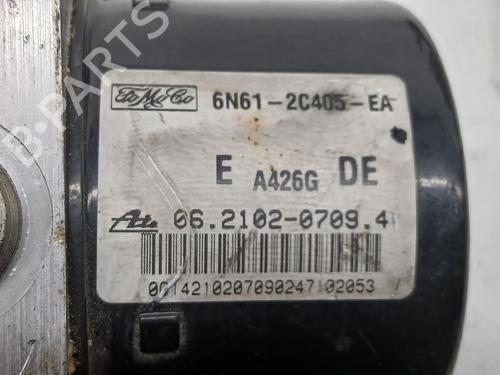 FoMoCo 6N61-2C405-EA
E A426G DE
Ate 06.2102-0709.4
0014210207090247102053
B-PARTS